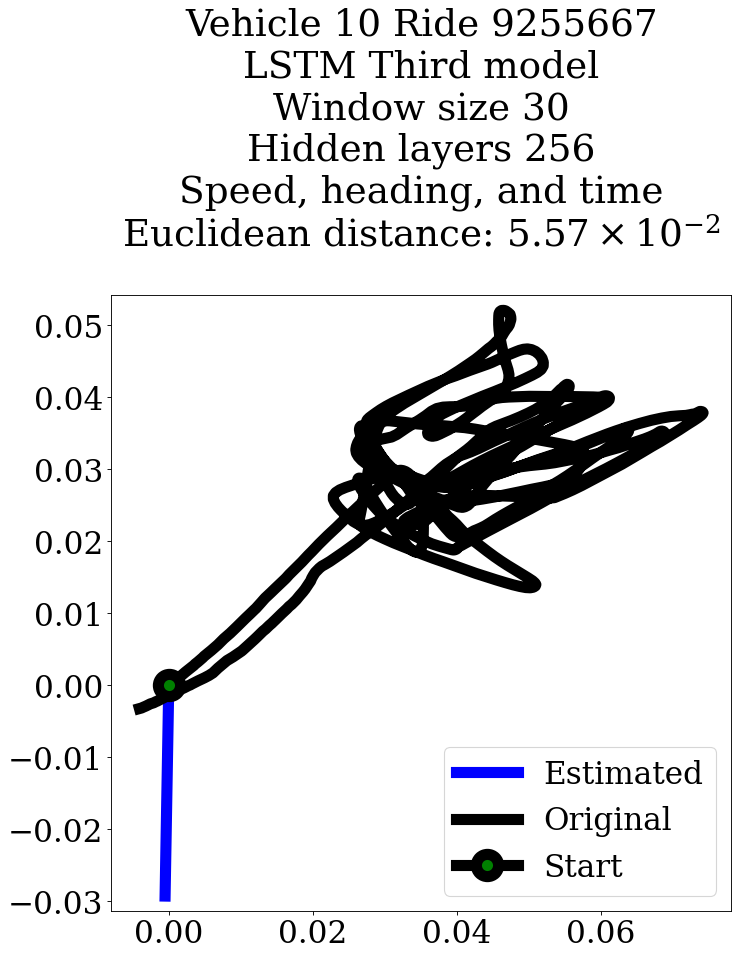 Vehicle 10 Ride 9255667
LSTM Third model
Window size 30
Hidden layers 256
Speed, heading, and time
Euclidean distance: 5.57 × 10⁻²
0.05
0.04
0.03
0.02
0.01
0.00
−0.01
−0.02
−0.03
Estimated
Original
Start
0.00 0.02 0.04 0.06